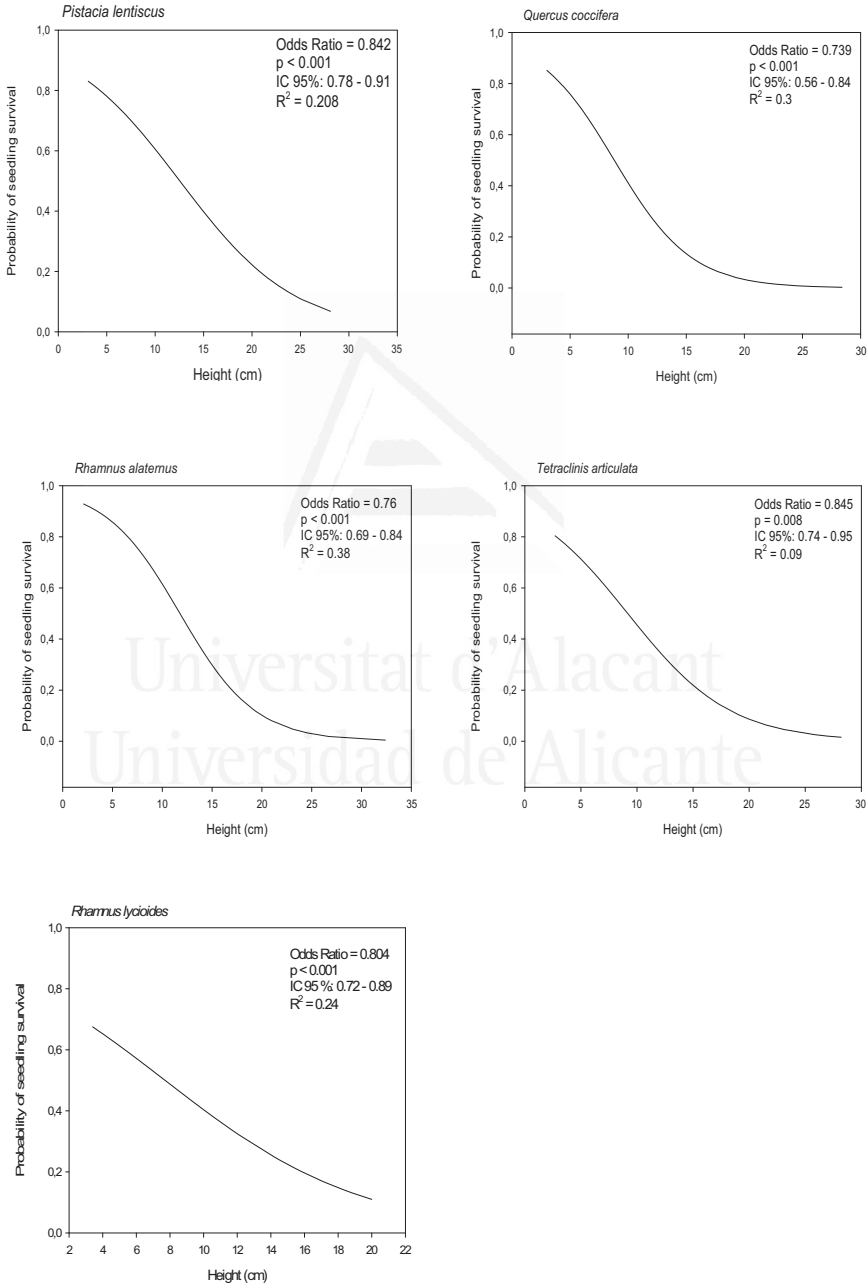 Pistacia lentiscus
Odds Ratio = 0.842
p < 0.001
IC 95%: 0.78 - 0.91
R² = 0.208
Probability of seedling survival
1,0
0,8
0,6
0,4
0,2
0,0
0 5 10 15 20 25 30 35
Height (cm)
Quercus coccifera
Odds Ratio = 0.739
p < 0.001
IC 95%: 0.56 - 0.84
R² = 0.3
Probability of seedling survival
1,0
0,8
0,6
0,4
0,2
0,0
0 5 10 15 20 25 30
Height (cm)
Rhamnus alaternus
Odds Ratio = 0.76
p < 0.001
IC 95%: 0.69 - 0.84
R² = 0.38
Probability of seedling survival
1,0
0,8
0,6
0,4
0,2
0,0
0 5 10 15 20 25 30 35
Height (cm)
Tetraclinis articulata
Odds Ratio = 0.845
p = 0.008
IC 95%: 0.74 - 0.95
R² = 0.09
Probability of seedling survival
1,0
0,8
0,6
0,4
0,2
0,0
0 5 10 15 20 25 30
Height (cm)
Universitat d'Alacant
Universidad de Alicante
Rhamnus lycioides
Odds Ratio = 0.804
p < 0.001
IC 95 %: 0.72 - 0.89
R² = 0.24
Probability of seedling survival
1,0
0,8
0,6
0,4
0,2
0,0
2 4 6 8 10 12 14 16 18 20 22
Height (cm)